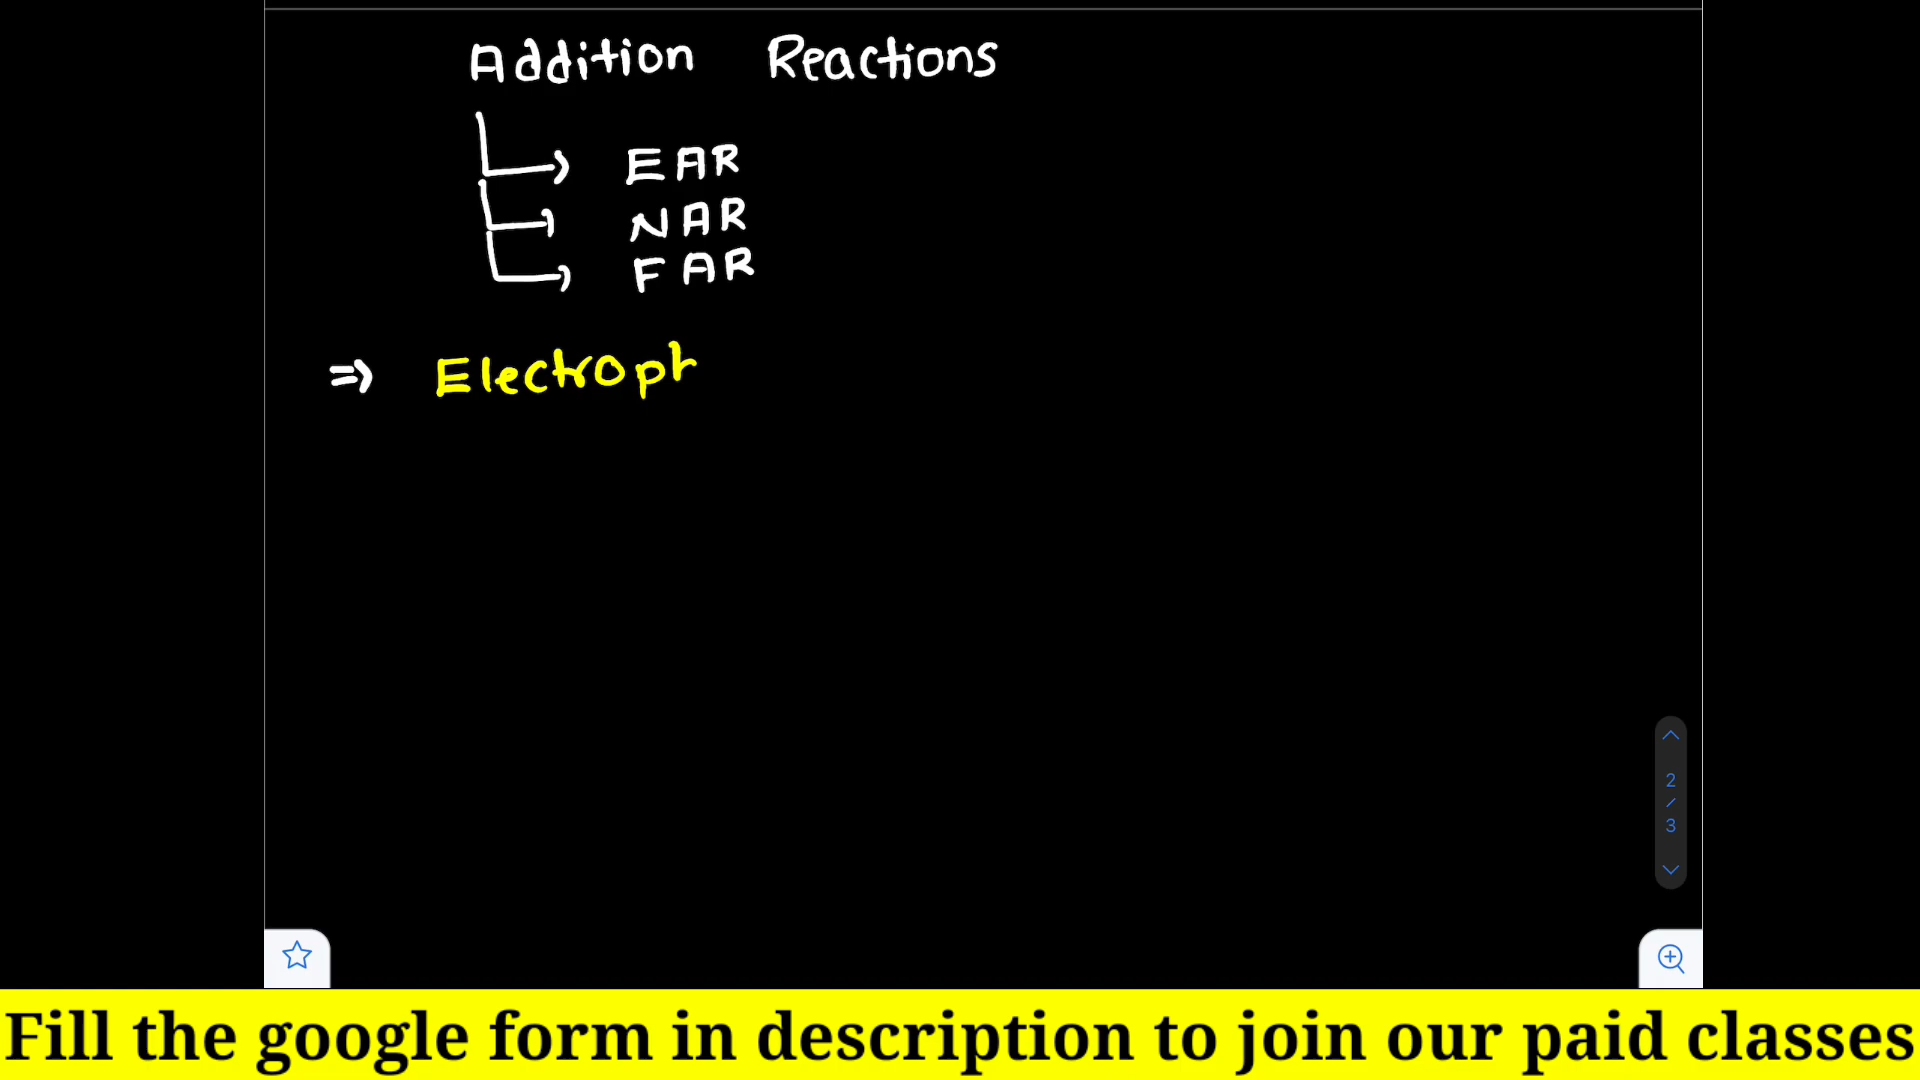 Addition Reactions
EAR
NAR
FAR
⇒ Electroph
2
/
3
Fill the google form in description to join our paid classes